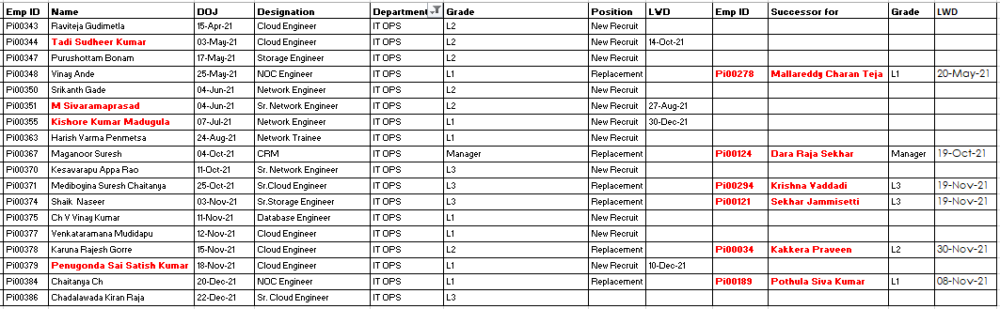 Emp ID Name DOJ Designation Department Grade Position LWD Emp ID Successor for Grade LWD
Pi00343 Raviteja Gudimetla 15-Apr-21 Cloud Engineer IT OPS L2 New Recruit
Pi00344 Tadi Sudheer Kumar 03-May-21 Cloud Engineer IT OPS L2 New Recruit 14-Oct-21
Pi00347 Purushottam Bonam 17-May-21 Storage Engineer IT OPS L2 New Recruit
Pi00348 Vinay Ande 25-May-21 NOC Engineer IT OPS L1 Replacement Pi00278 Mallareddy Charan Teja L1 20-May-21
Pi00350 Srikanth Gade 04-Jun-21 Network Engineer IT OPS L2 New Recruit
Pi00351 M Sivaramaprasad 04-Jun-21 Sr. Network Engineer IT OPS L2 New Recruit 27-Aug-21
Pi00355 Kishore Kumar Madugula 07-Jul-21 Network Engineer IT OPS L1 New Recruit 30-Dec-21
Pi00363 Harish Varma Penmetsa 24-Aug-21 Network Trainee IT OPS L1 New Recruit
Pi00367 Maganoor Suresh 04-Oct-21 CRM IT OPS Manager Replacement Pi00124 Dara Raja Sekhar Manager 19-Oct-21
Pi00370 Kesavarapu Appa Rao 11-Oct-21 Sr. Network Engineer IT OPS L3 New Recruit
Pi00371 Mediboyina Suresh Chaitanya 25-Oct-21 Sr.Cloud Engineer IT OPS L3 Replacement Pi00294 Krishna Vaddadi L3 19-Nov-21
Pi00374 Shaik Naseer 03-Nov-21 Sr.Storage Engineer IT OPS L3 Replacement Pi00121 Sekhar Jammisetti L3 19-Nov-21
Pi00375 Ch V Vinay Kumar 11-Nov-21 Database Engineer IT OPS L1 New Recruit
Pi00377 Venkataramana Mudidapu 12-Nov-21 Cloud Engineer IT OPS L1 New Recruit
Pi00378 Karuna Rajesh Gorre 15-Nov-21 Cloud Engineer IT OPS L2 Replacement Pi00034 Kakkera Praveen L2 30-Nov-21
Pi00379 Penugonda Sai Satish Kumar 18-Nov-21 Cloud Engineer IT OPS L1 New Recruit 10-Dec-21
Pi00384 Chaitanya Ch 20-Dec-21 NOC Engineer IT OPS L1 Replacement Pi00189 Pothula Siva Kumar L1 08-Nov-21
Pi00386 Chadalawada Kiran Raja 22-Dec-21 Sr. Cloud Engineer IT OPS L3